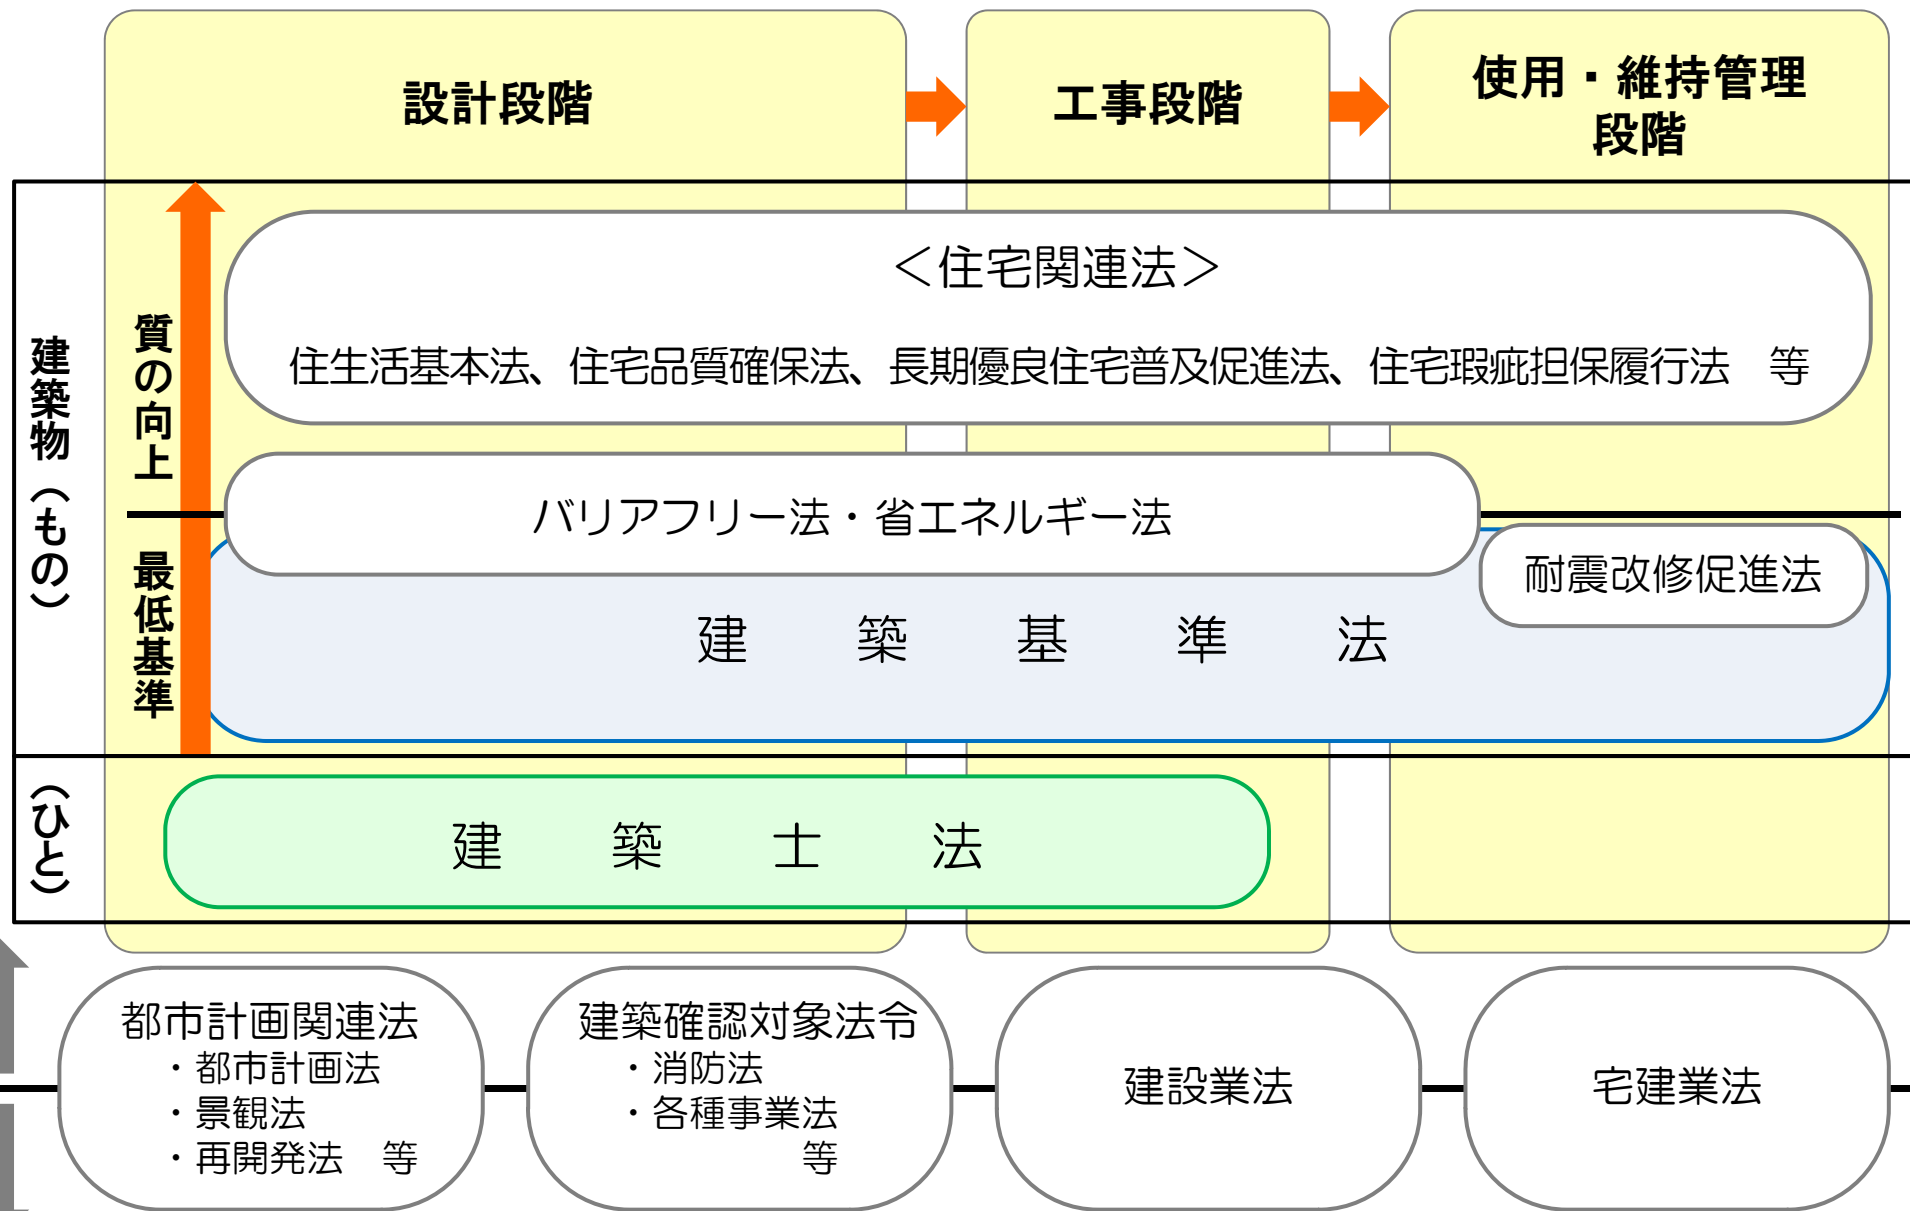 設計段階
工事段階
使用・維持管理
段階
建築物（もの）
質の向上
最低基準
＜住宅関連法＞
住生活基本法、住宅品質確保法、長期優良住宅普及促進法、住宅瑕疵担保履行法　等
バリアフリー法・省エネルギー法
耐震改修促進法
建　築　基　準　法
（ひと）
建　築　士　法
都市計画関連法
・都市計画法
・景観法
・再開発法　等
建築確認対象法令
・消防法
・各種事業法
等
建設業法
宅建業法